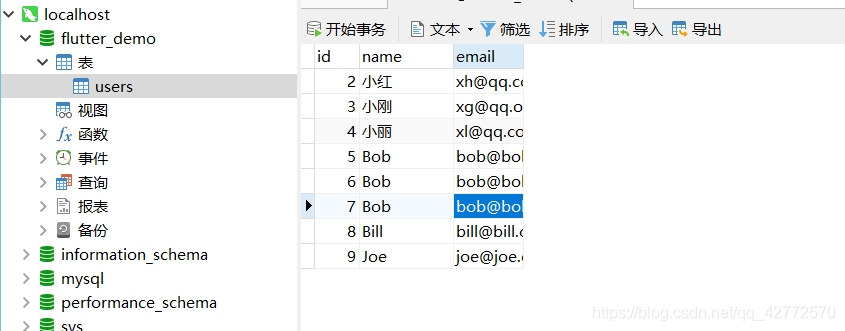 localhost
flutter_demo
表
users
视图
函数
事件
查询
报表
备份
information_schema
mysql
performance_schema
sys
开始事务 文本 筛选 排序 导入 导出
id name email
2 小红 xh@qq.co
3 小刚 xg@qq.o
4 小丽 xl@qq.co
5 Bob bob@bol
6 Bob bob@bol
7 Bob bob@bol
8 Bill bill@bill.c
9 Joe joe@joe.c
https://blog.csdn.net/qq_42772570